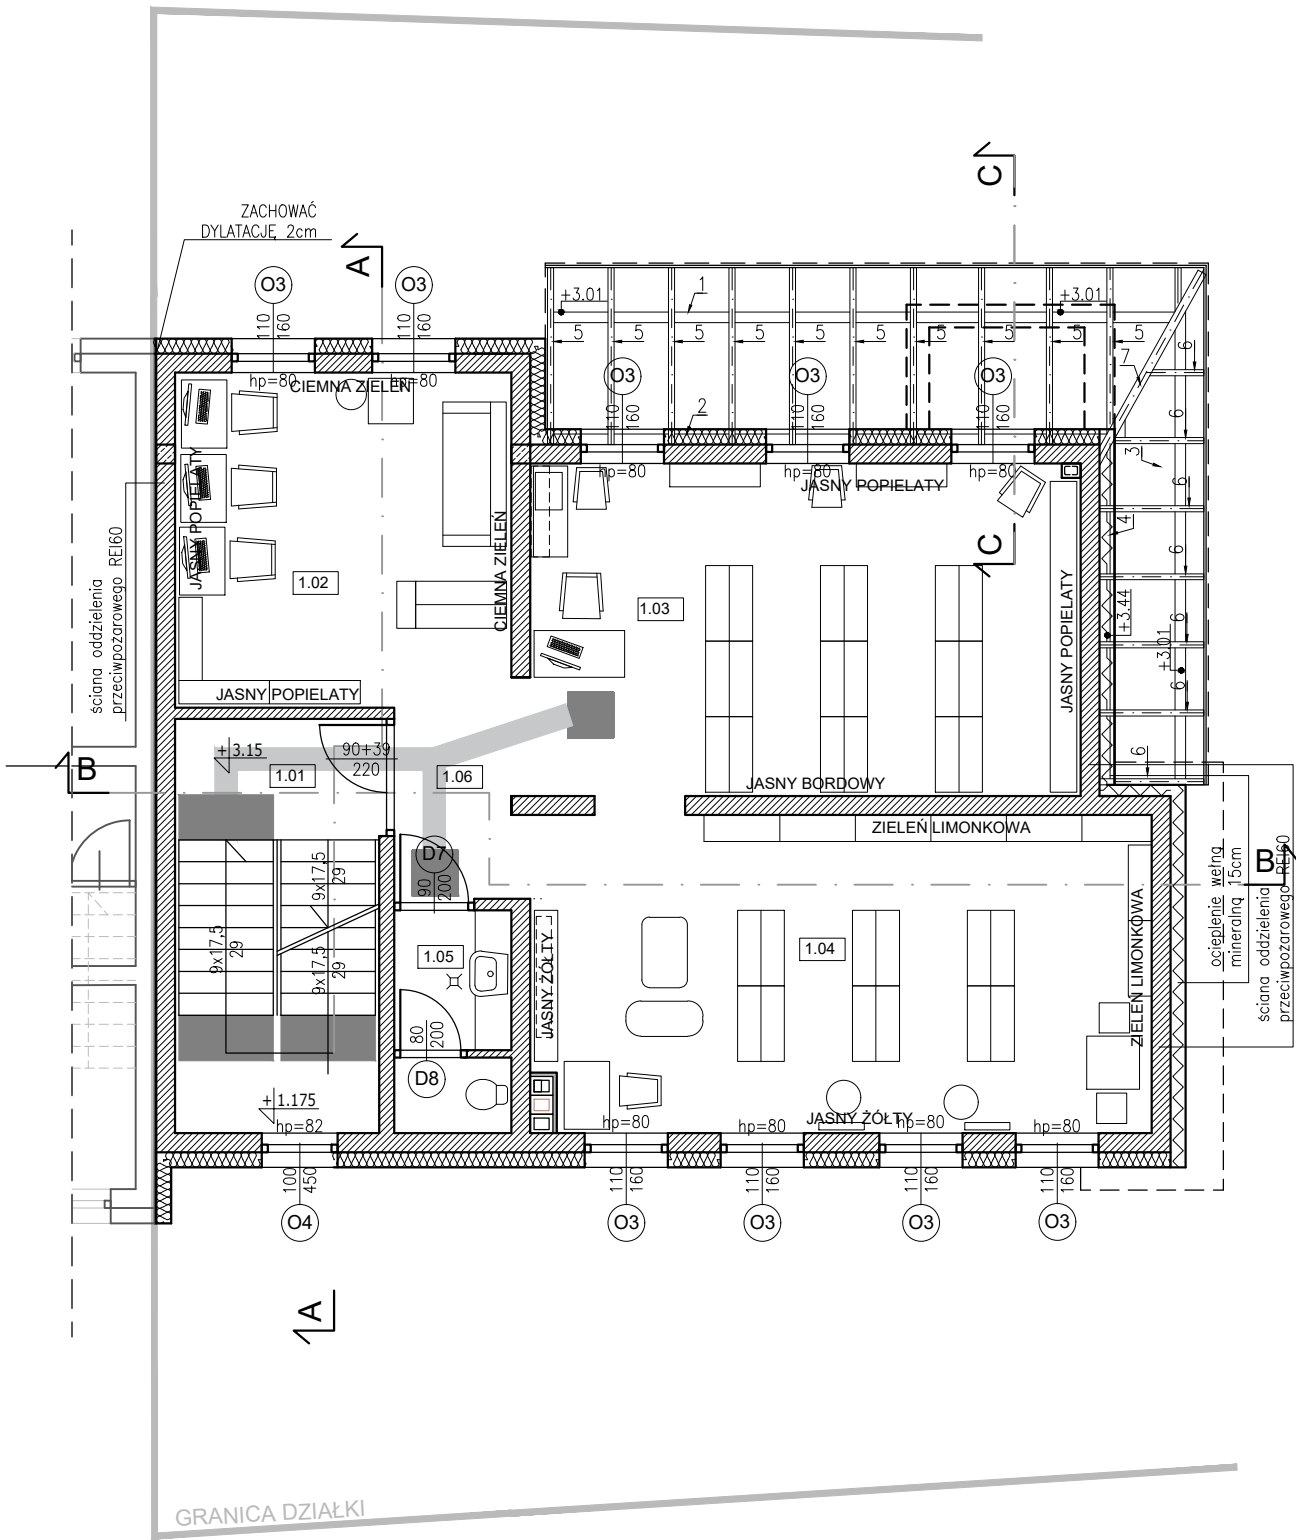 C
ZACHOWAĆ
DYLATACJĘ 2cm
A
O3
O3
110
160
110
160
+3.01
1
+3.01
5
5
5
5
5
5
5
5
5
5
7
6
O3
O3
O3
hp=80
hp=80
CIEMNA ZIELEŃ
110
160
2
110
160
110
160
6
3
hp=80
hp=80
hp=80
JASNY POPIELATY
JASNY POPIELATY
6
4
C
CIEMNA ZIELEŃ
ściana oddzielenia
przeciwpożarowego REI60
1.02
1.03
JASNY POPIELATY
6
+3.44
6
+3.01
6
JASNY POPIELATY
B
+3.15
1.01
90+39
220
1.06
6
JASNY BORDOWY
ZIELEŃ LIMONKOWA
D7
90
200
9x17,5
29
9x17,5
29
9x17,5
29
B
ocieplenie wełną
mineralną 15cm
ściana oddzielenia
przeciwpożarowego REI60
1.05
JASNY ŻÓŁTY
1.04
ZIELEŃ LIMONKOWA
80
200
D8
+1.175
hp=82
hp=80
hp=80
JASNY ŻÓŁTY
hp=80
hp=80
100
450
110
160
110
160
110
160
110
160
O4
O3
O3
O3
O3
A
GRANICA DZIAŁKI